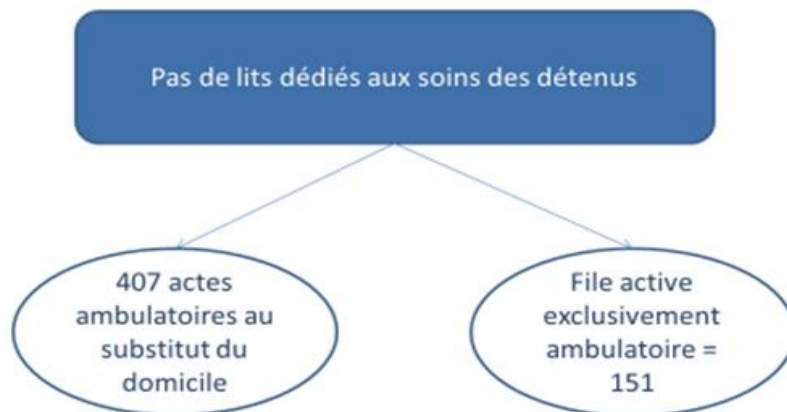 Pas de lits dédiés aux soins des détenus
407 actes
ambulatoires au
substitut du
domicile
File active
exclusivement
ambulatoire =
151